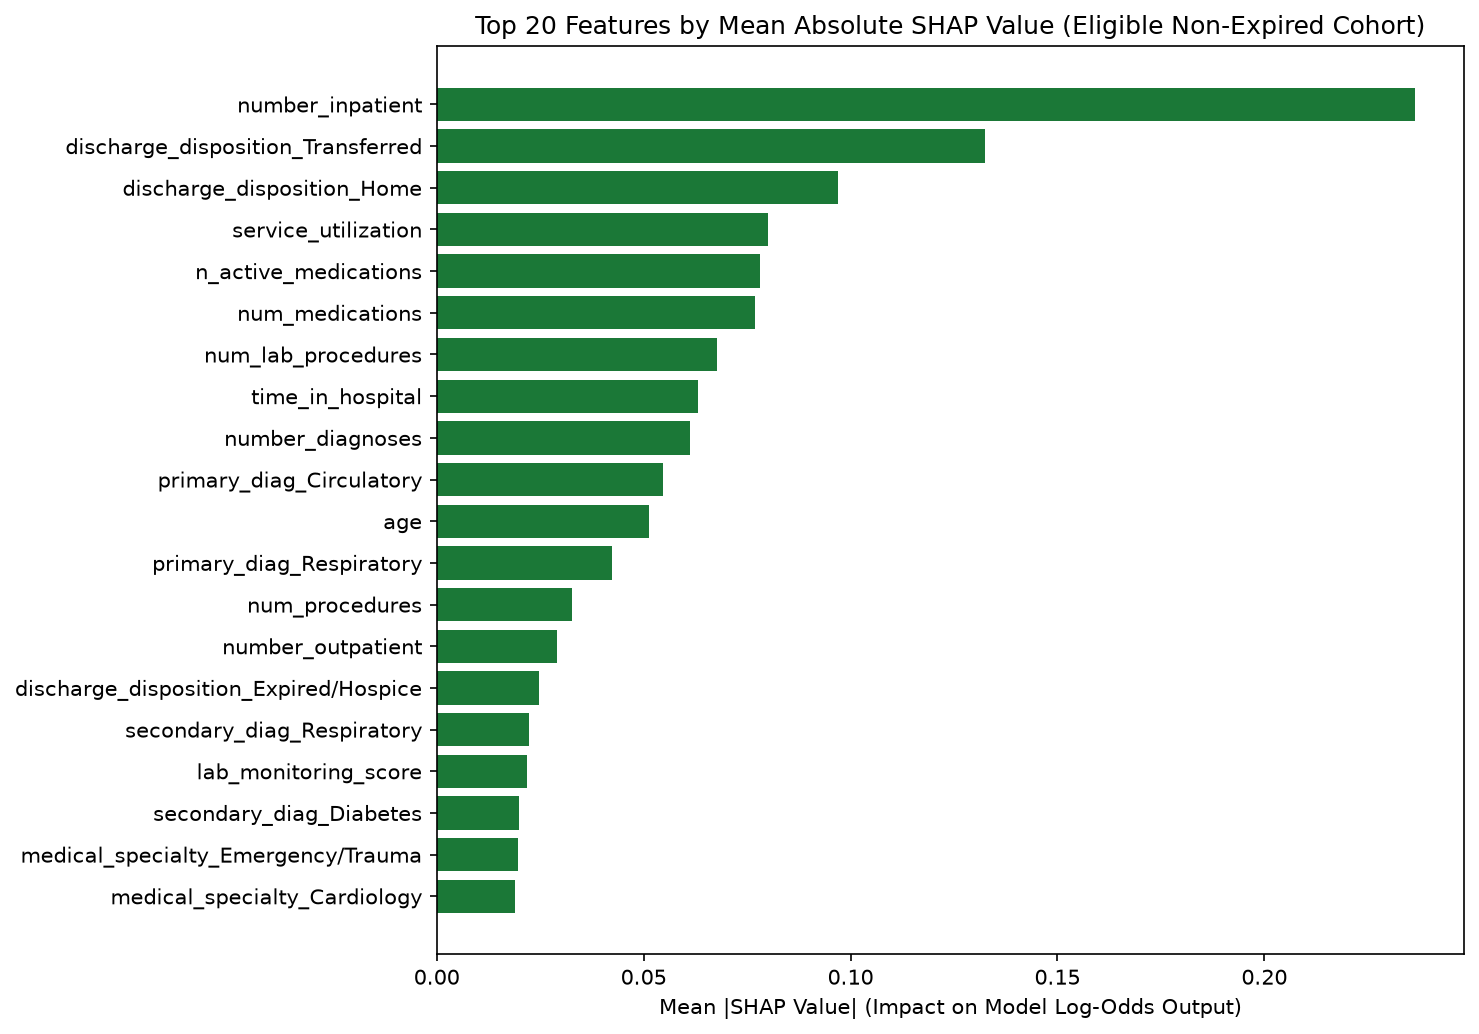 Top 20 Features by Mean Absolute SHAP Value (Eligible Non-Expired Cohort)
number_inpatient
discharge_disposition_Transferred
discharge_disposition_Home
service_utilization
n_active_medications
num_medications
num_lab_procedures
time_in_hospital
number_diagnoses
primary_diag_Circulatory
age
primary_diag_Respiratory
num_procedures
number_outpatient
discharge_disposition_Expired/Hospice
secondary_diag_Respiratory
lab_monitoring_score
secondary_diag_Diabetes
medical_specialty_Emergency/Trauma
medical_specialty_Cardiology
0.00 0.05 0.10 0.15 0.20
Mean |SHAP Value| (Impact on Model Log-Odds Output)